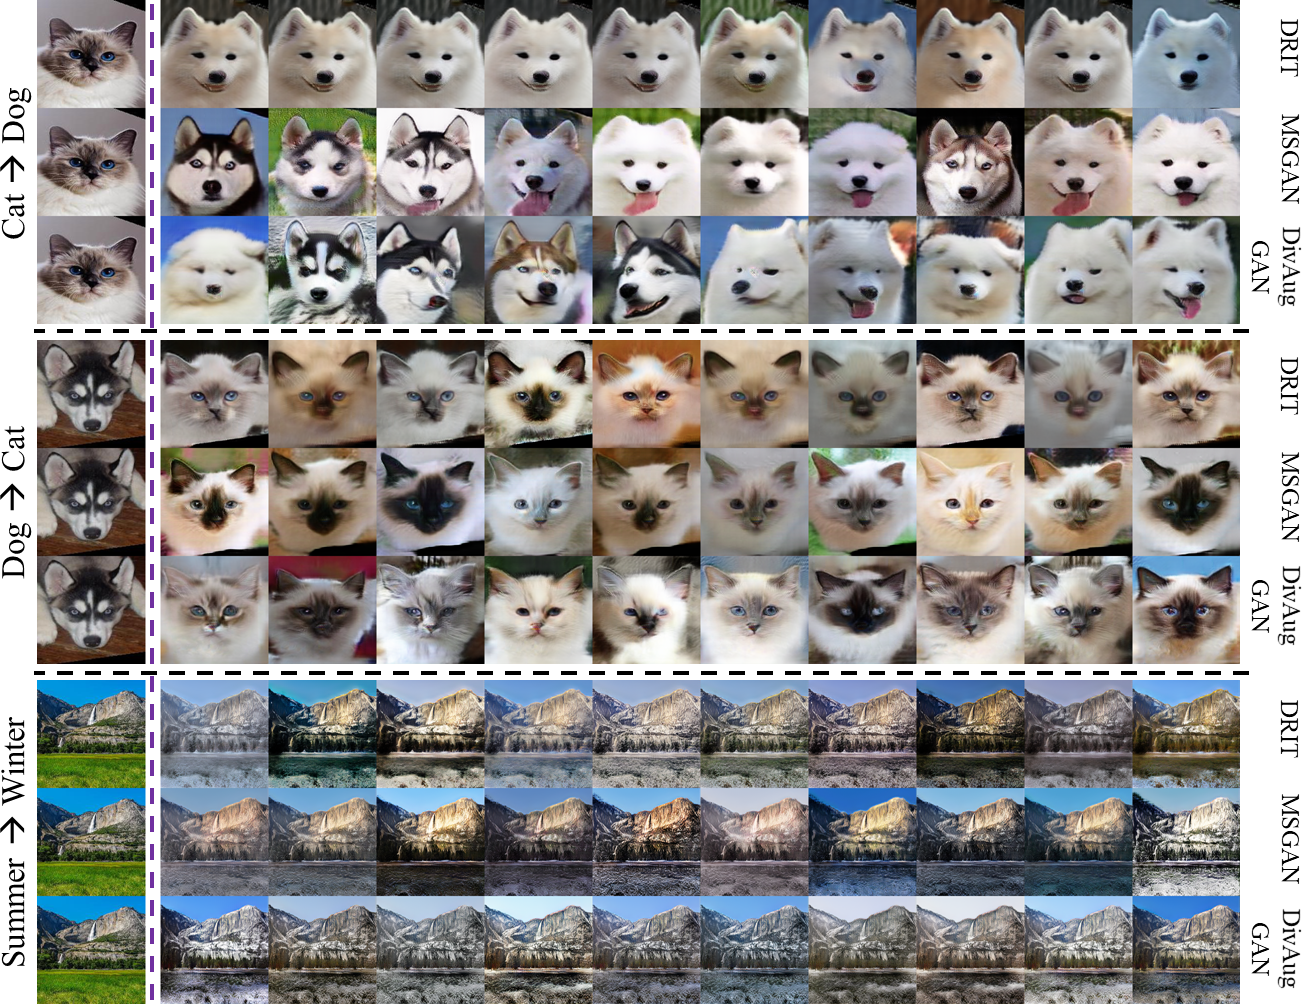 Cat → Dog
DRIT
MSGAN
DivAug
GAN
Dog → Cat
DRIT
MSGAN
DivAug
GAN
Summer → Winter
DRIT
MSGAN
DivAug
GAN